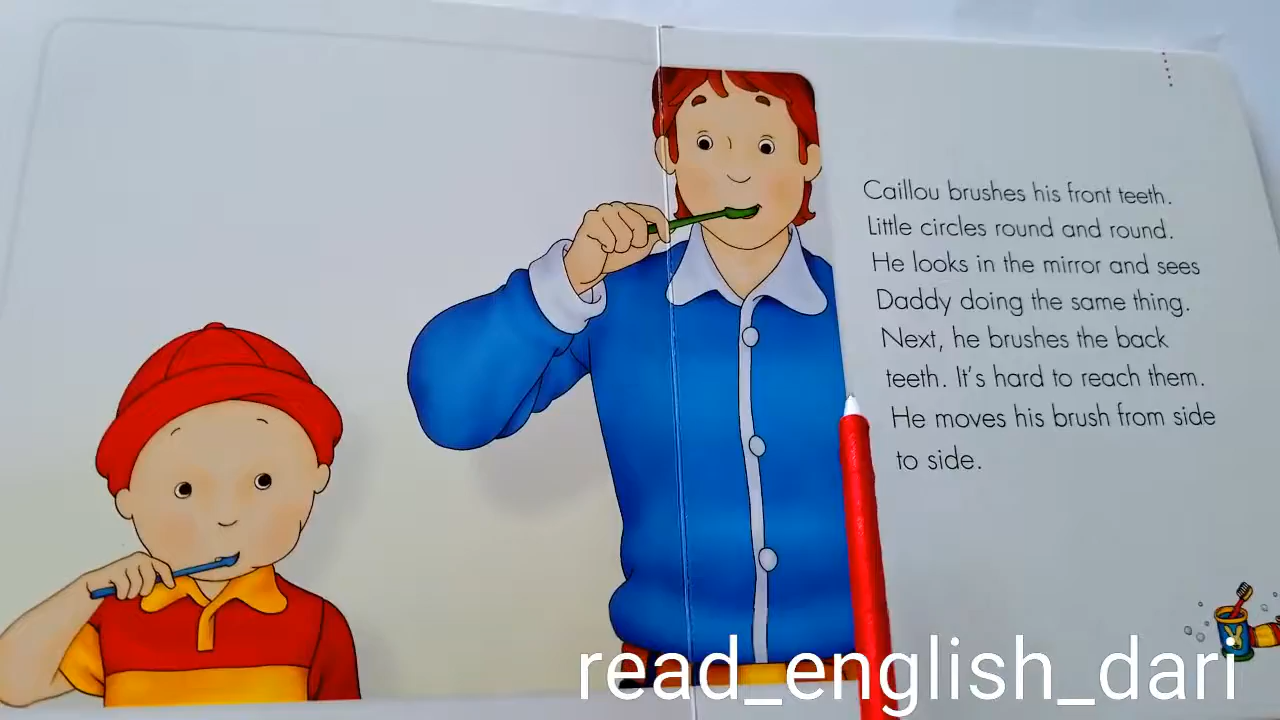 Caillou brushes his front teeth.
Little circles round and round.
He looks in the mirror and sees
Daddy doing the same thing.
Next, he brushes the back
teeth. It's hard to reach them.
He moves his brush from side
to side.
read_english_dari